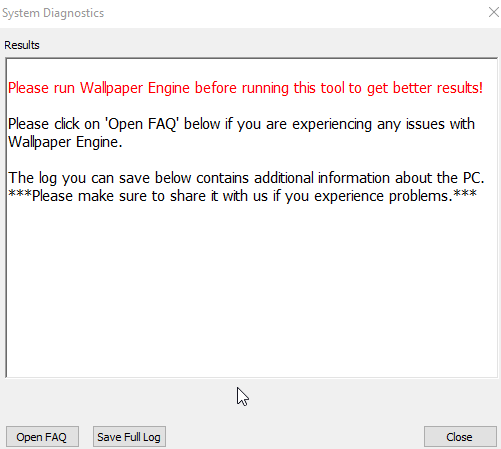 System Diagnostics
Results
Please run Wallpaper Engine before running this tool to get better results!
Please click on 'Open FAQ' below if you are experiencing any issues with
Wallpaper Engine.
The log you can save below contains additional information about the PC.
***Please make sure to share it with us if you experience problems.***
Open FAQ
Save Full Log
Close